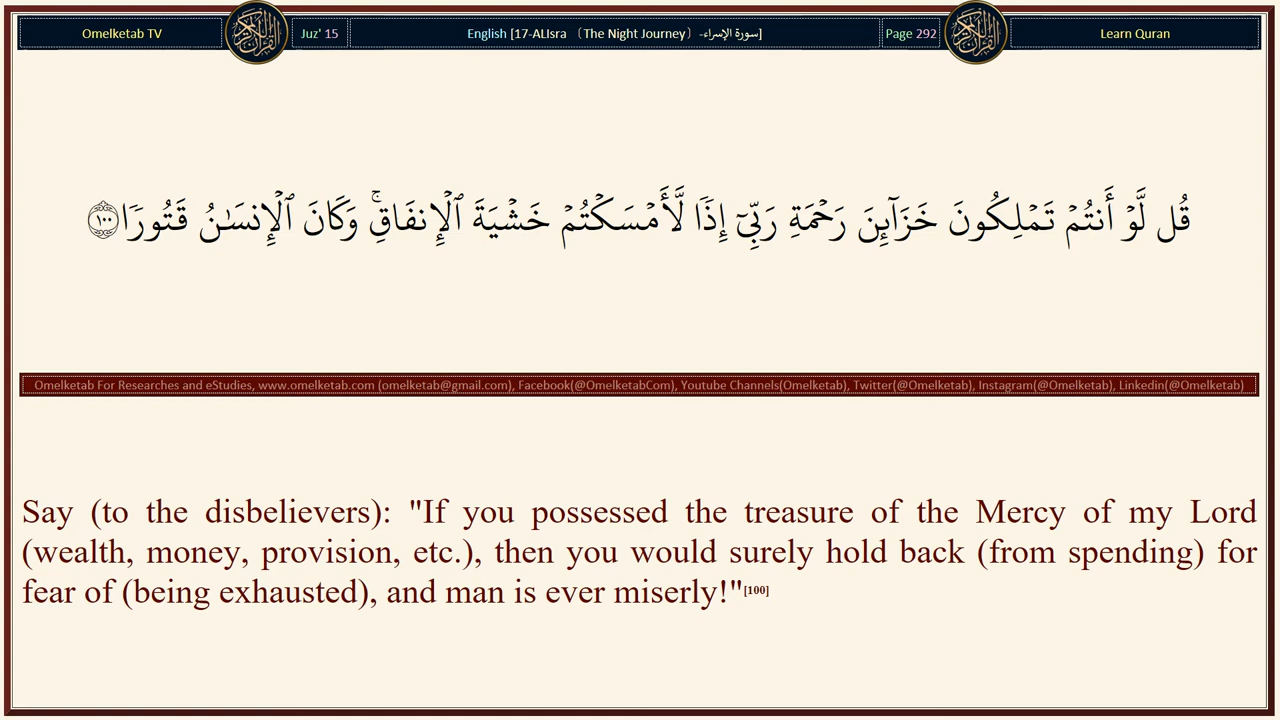 Omelketab TV
Juz' 15
English [17-ALIsra 〔The Night Journey〕 -سورة الإسراء]
Page 292
Learn Quran
قُل لَّوۡ أَنتُمۡ تَمۡلِكُونَ خَزَآئِنَ رَحۡمَةِ رَبِّيٓ إِذٗا لَّأَمۡسَكۡتُمۡ خَشۡيَةَ ٱلۡإِنفَاقِۚ وَكَانَ ٱلۡإِنسَٰنُ قَتُورٗا ١٠٠
Omelketab For Researches and eStudies, www.omelketab.com (omelketab@gmail.com), Facebook(@OmelketabCom), Youtube Channels(Omelketab), Twitter(@Omelketab), Instagram(@Omelketab), Linkedin(@Omelketab)
Say (to the disbelievers): "If you possessed the treasure of the Mercy of my Lord
(wealth, money, provision, etc.), then you would surely hold back (from spending) for
fear of (being exhausted), and man is ever miserly!"[100]